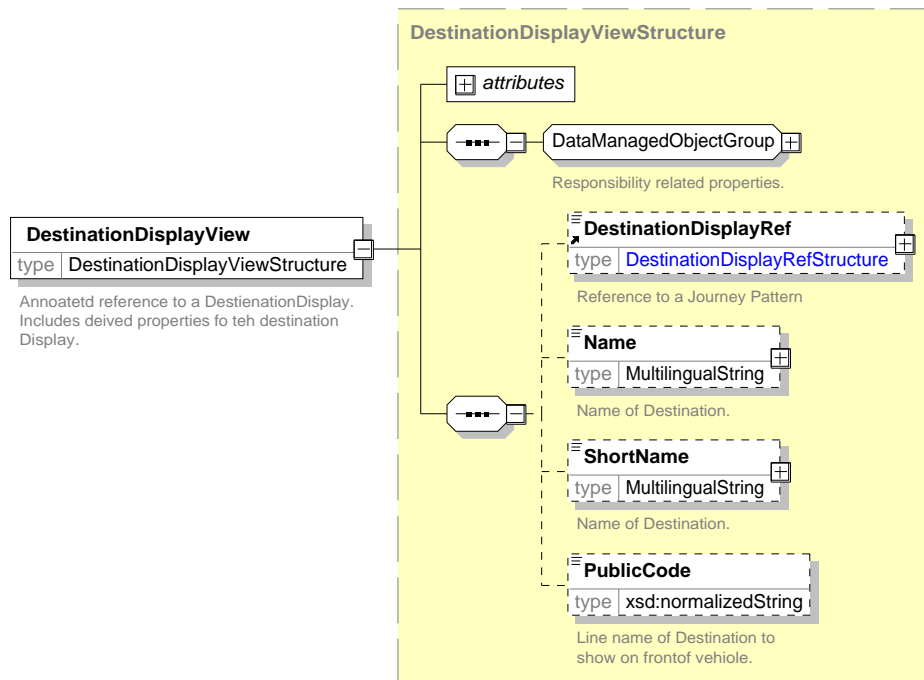 DestinationDisplayViewStructure
attributes
DataManagedObjectGroup
Responsibility related properties.
DestinationDisplayView
type DestinationDisplayViewStructure
Annoatetd reference to a DestienationDisplay.
Includes deived properties fo teh destination
Display.
DestinationDisplayRef
type DestinationDisplayRefStructure
Reference to a Journey Pattern
Name
type MultilingualString
Name of Destination.
ShortName
type MultilingualString
Name of Destination.
PublicCode
type xsd:normalizedString
Line name of Destination to
show on frontof vehiole.